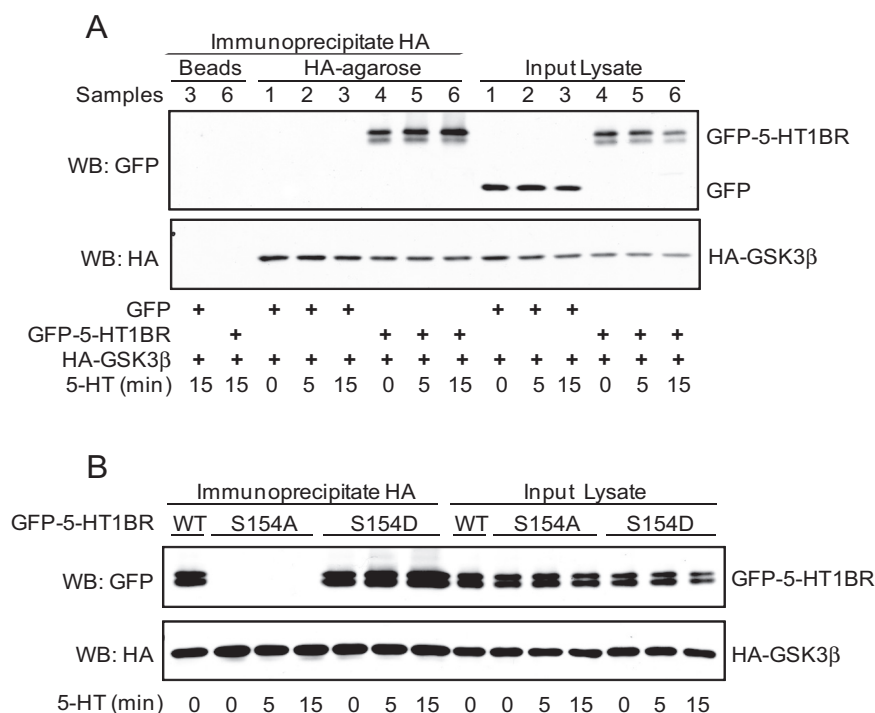 A
Immunoprecipitate HA
Beads HA-agarose Input Lysate
Samples 3 6 1 2 3 4 5 6 1 2 3 4 5 6
WB: GFP GFP-5-HT1BR
GFP
WB: HA HA-GSK3β
GFP + + + + + + +
GFP-5-HT1BR + + + + + + +
HA-GSK3β + + + + + + + + + + + + + +
5-HT (min) 15 15 0 5 15 0 5 15 0 5 15 0 5 15
B
Immunoprecipitate HA Input Lysate
GFP-5-HT1BR WT S154A S154D WT S154A S154D
WB: GFP GFP-5-HT1BR
WB: HA HA-GSK3β
5-HT (min) 0 0 5 15 0 5 15 0 0 5 15 0 5 15